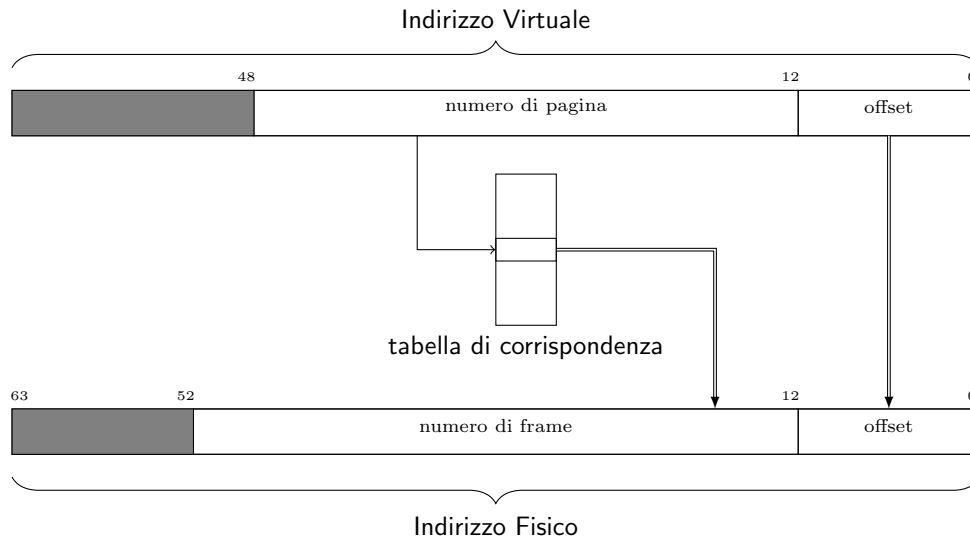 Indirizzo Virtuale
48 12
numero di pagina offset
tabella di corrispondenza
63 52 12
numero di frame offset
Indirizzo Fisico